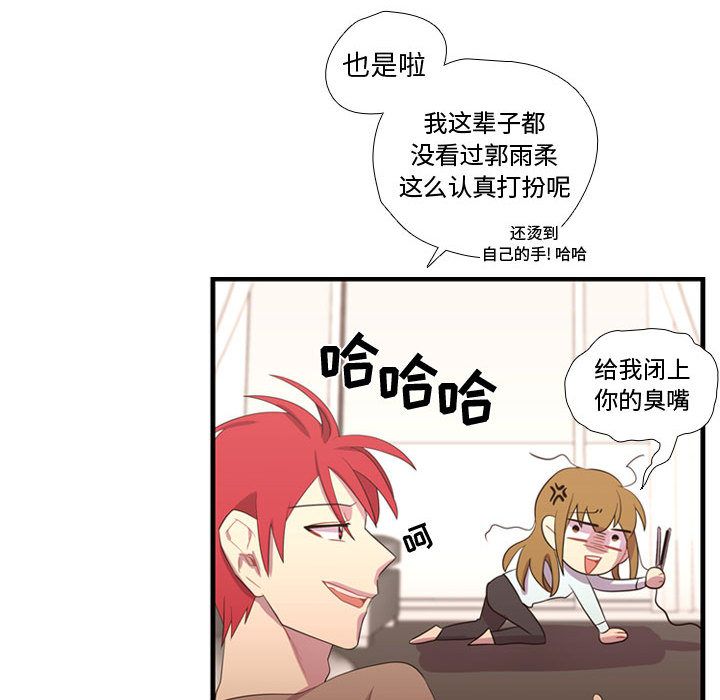 也是啦
我这辈子都
没看过郭雨柔
这么认真打扮呢
还烫到
自己的手!哈哈
哈哈哈
给我闭上
你的臭嘴
呵